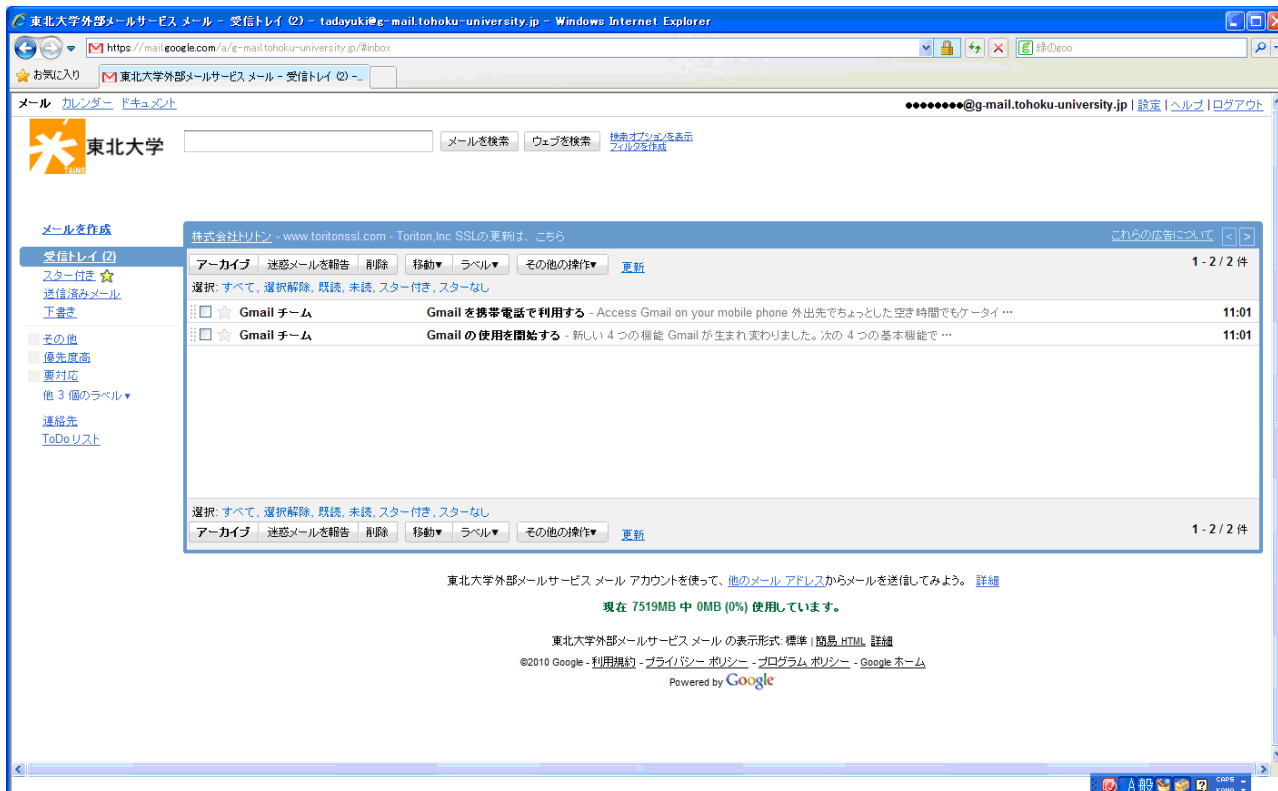 東北大学外部メールサービス メール - 受信トレイ (2) - tadayuki@g-mail.tohoku-university.jp - Windows Internet Explorer
https://mail.google.com/a/g-mail.tohoku-university.jp/#inbox
緑のgoo
お気に入り
東北大学外部メールサービス メール - 受信トレイ (2) -...
メール カレンダー ドキュメント
●●●●●●●●@g-mail.tohoku-university.jp | 設定 | ヘルプ | ログアウト
TAINS
東北大学
メールを検索 ウェブを検索
検索オプションを表示
フィルタを作成
メールを作成
受信トレイ (2)
スター付き
送信済みメール
下書き
その他
優先度高
要対応
他 3 個のラベル▼
連絡先
ToDo リスト
株式会社トリトン - www.toritonssl.com - Toriton,Inc SSLの更新は、こちら
これらの広告について < >
アーカイブ 迷惑メールを報告 削除 移動▼ ラベル▼ その他の操作▼ 更新
1 - 2 / 2 件
選択: すべて, 選択解除, 既読, 未読, スター付き, スターなし
Gmail チーム Gmail を携帯電話で利用する - Access Gmail on your mobile phone 外出先でちょっとした空き時間でもケータイ … 11:01
Gmail チーム Gmail の使用を開始する - 新しい 4 つの機能 Gmail が生まれ変わりました。次の 4 つの基本機能で … 11:01
選択: すべて, 選択解除, 既読, 未読, スター付き, スターなし
アーカイブ 迷惑メールを報告 削除 移動▼ ラベル▼ その他の操作▼ 更新
1 - 2 / 2 件
東北大学外部メールサービス メール アカウントを使って、他のメール アドレスからメールを送信してみよう。 詳細
現在 7519MB 中 0MB (0%) 使用しています。
東北大学外部メールサービス メール の表示形式: 標準 | 簡易 HTML 詳細
©2010 Google - 利用規約 - プライバシー ポリシー - プログラム ポリシー - Google ホーム
Powered by Google
A 般 CAPS